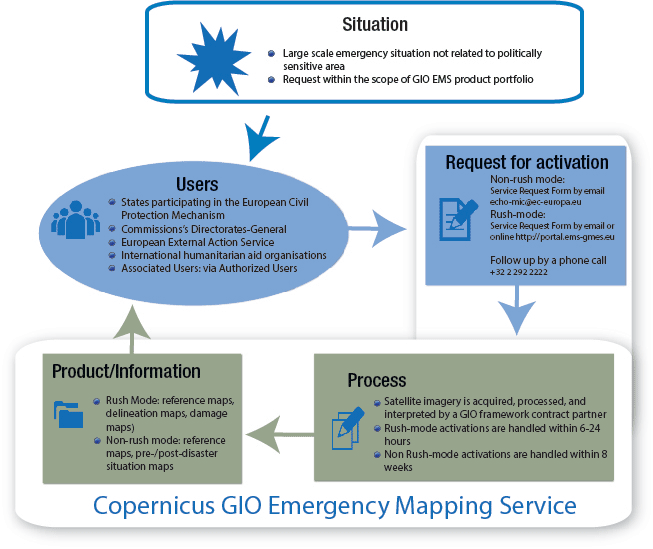 Situation
Large scale emergency situation not related to politically
sensitive area
Request within the scope of GIO EMS product portfolio
Users
States participating in the European Civil
Protection Mechanism
Commissions's Directorates-General
European External Action Service
International humanitarian aid organisations
Associated Users: via Authorized Users
Request for activation
Non-rush mode:
Service Request Form by email
echo-mic@ec-europa.eu
Rush-mode:
Service Request Form by email or
online http://portal.ems-gmes.eu
Follow up by a phone call
+32 2 292 2222
Product/Information
Rush Mode: reference maps,
delineation maps, damage
maps)
Non-rush mode: reference
maps, pre-/post-disaster
situation maps
Process
Satellite imagery is acquired, processed, and
interpreted by a GIO framework contract partner
Rush-mode activations are handled within 6-24
hours
Non Rush-mode activations are handled within 8
weeks
Copernicus GIO Emergency Mapping Service